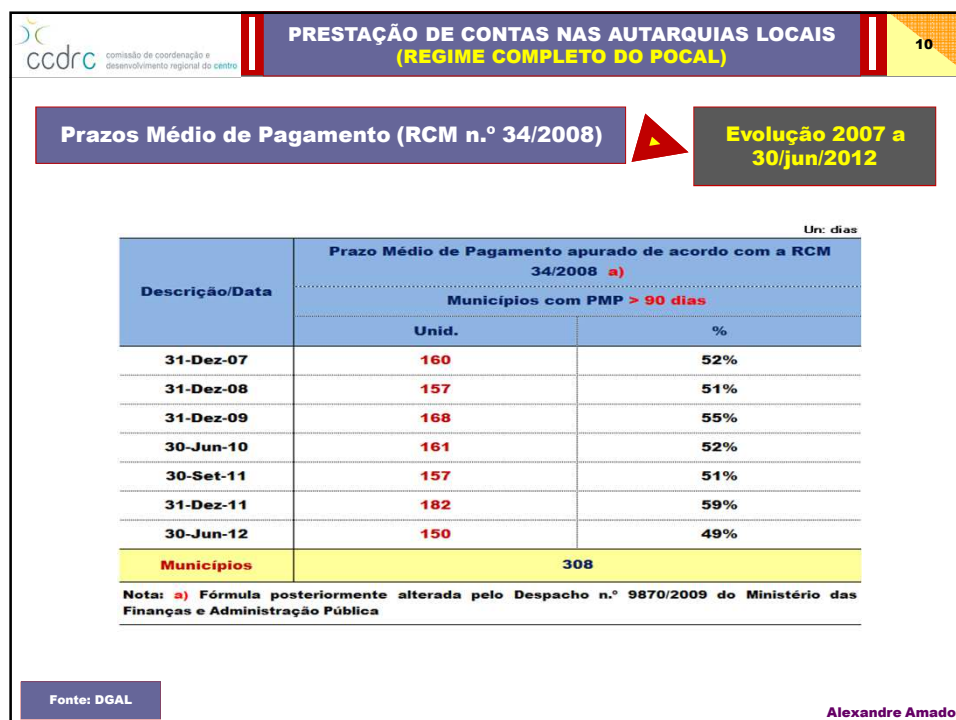 ccdrc
comissão de coordenação e
desenvolvimento regional do centro
PRESTAÇÃO DE CONTAS NAS AUTARQUIAS LOCAIS
(REGIME COMPLETO DO POCAL)
10
Prazos Médio de Pagamento (RCM n.º 34/2008)
Evolução 2007 a
30/jun/2012
Un: dias
Descrição/Data
Prazo Médio de Pagamento apurado de acordo com a RCM
34/2008 a)
Municípios com PMP > 90 dias
Unid. %
31-Dez-07 160 52%
31-Dez-08 157 51%
31-Dez-09 168 55%
30-Jun-10 161 52%
30-Set-11 157 51%
31-Dez-11 182 59%
30-Jun-12 150 49%
Municípios 308
Nota: a) Fórmula posteriormente alterada pelo Despacho n.º 9870/2009 do Ministério das
Finanças e Administração Pública
Fonte: DGAL
Alexandre Amado